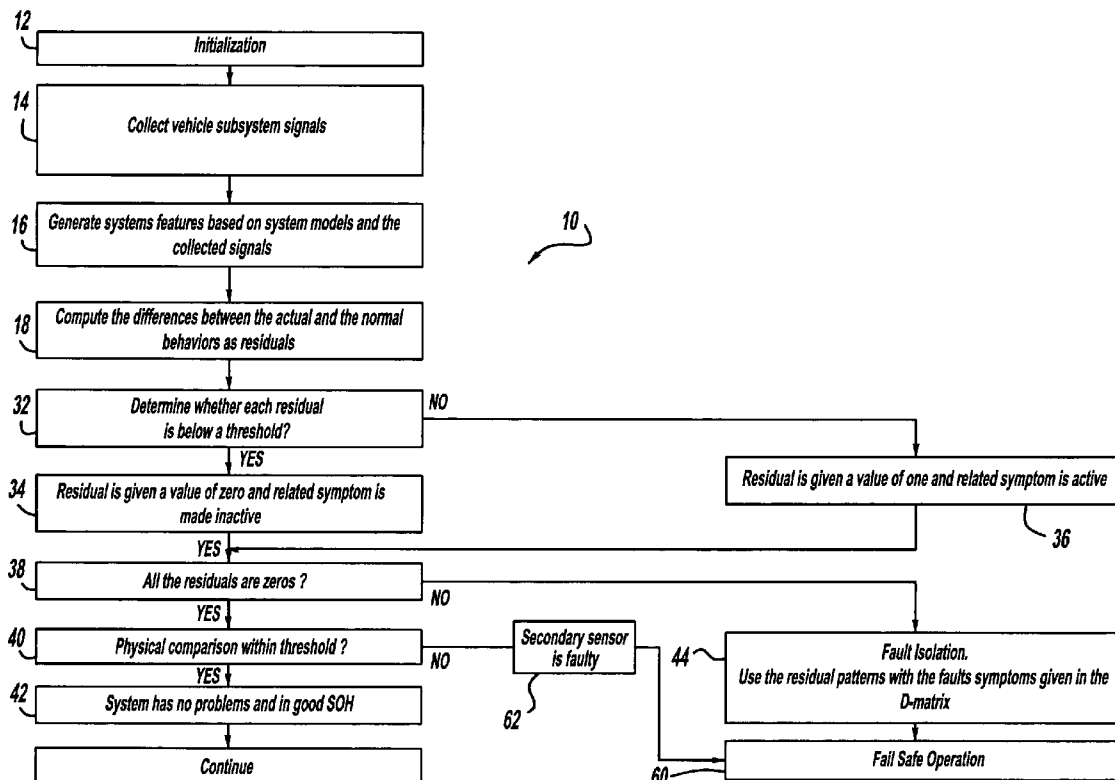 12
Initialization
14
Collect vehicle subsystem signals
16
Generate systems features based on system models and the
collected signals
10
18
Compute the differences between the actual and the normal
behaviors as residuals
32
Determine whether each residual
is below a threshold?
NO
YES
34
Residual is given a value of zero and related symptom is
made inactive
Residual is given a value of one and related symptom is active
36
YES
38
All the residuals are zeros ?
NO
YES
40
Physical comparison within threshold ?
NO
Secondary sensor
is faulty
62
44
Fault Isolation.
Use the residual patterns with the faults symptoms given in the
D-matrix
YES
42
System has no problems and in good SOH
Continue
60
Fail Safe Operation